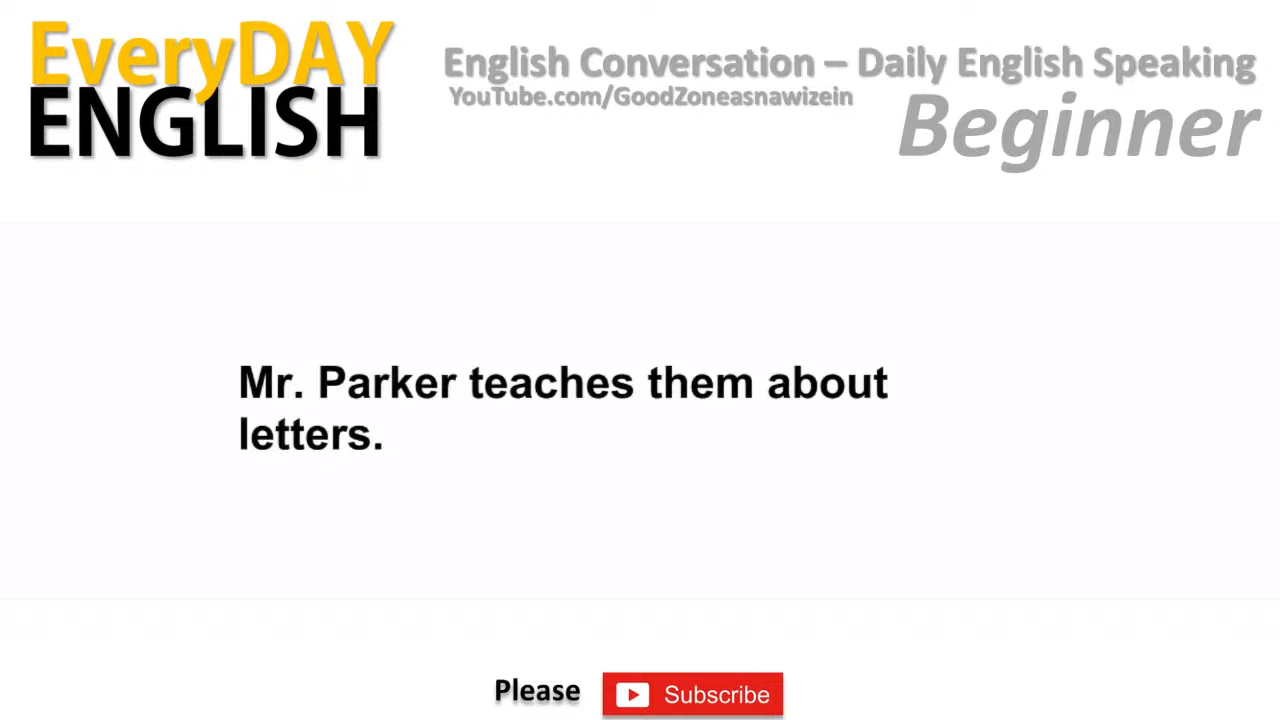 EveryDAY
ENGLISH
English Conversation – Daily English Speaking
YouTube.com/GoodZoneasnawizein
Beginner
Mr. Parker teaches them about
letters.
Please
Subscribe